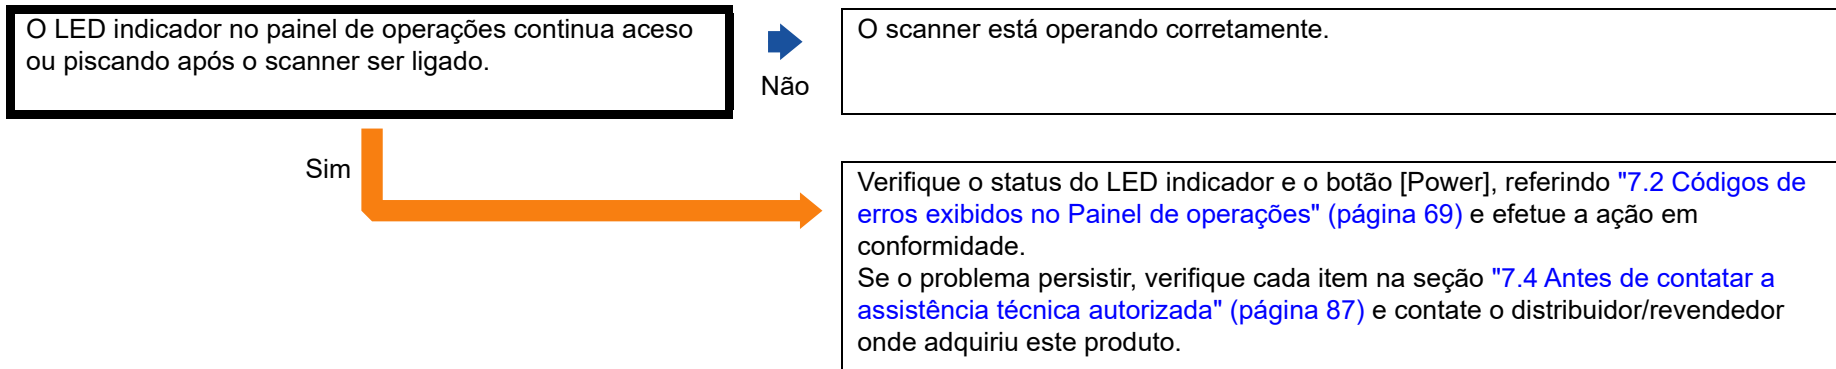 O LED indicador no painel de operações continua aceso
ou piscando após o scanner ser ligado.
Não
O scanner está operando corretamente.
Sim
Verifique o status do LED indicador e o botão [Power], referindo "7.2 Códigos de
erros exibidos no Painel de operações" (página 69) e efetue a ação em
conformidade.
Se o problema persistir, verifique cada item na seção "7.4 Antes de contatar a
assistência técnica autorizada" (página 87) e contate o distribuidor/revendedor
onde adquiriu este produto.